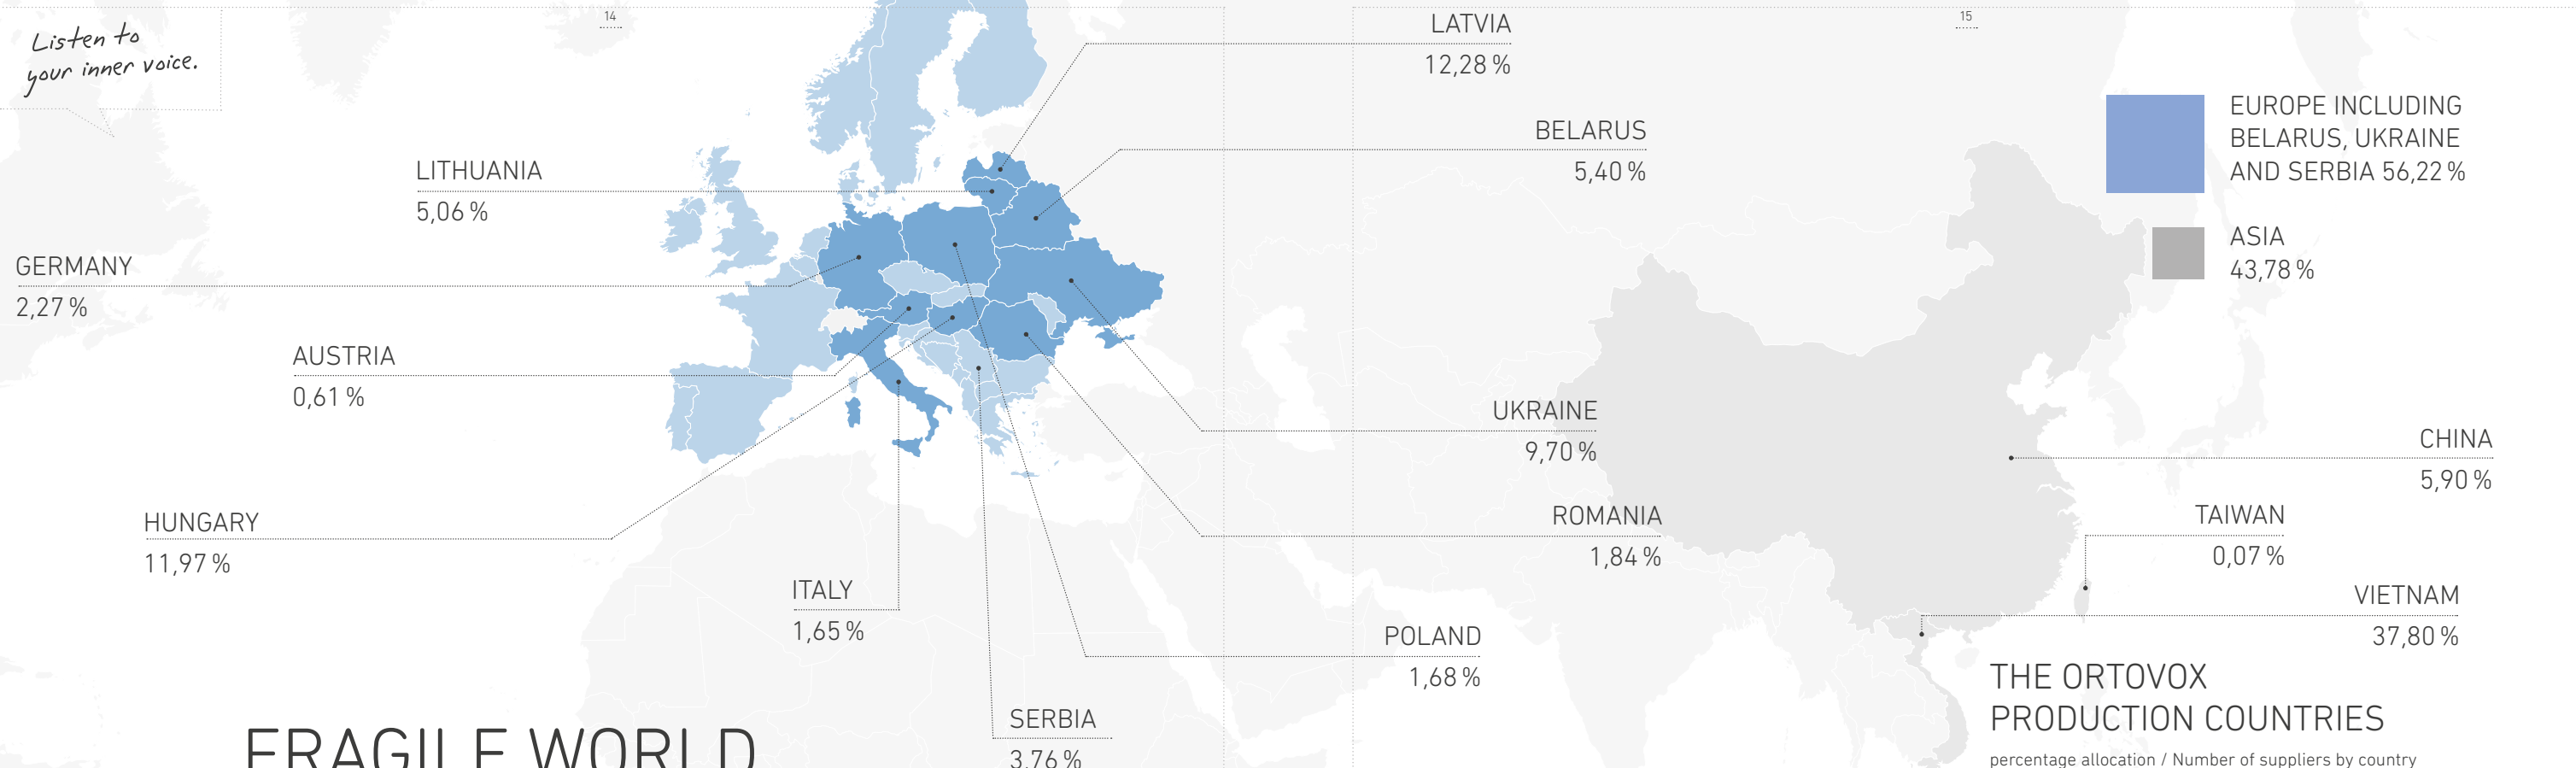 Listen to
your inner voice.
14
15
LATVIA
12,28 %
BELARUS
5,40 %
EUROPE INCLUDING
BELARUS, UKRAINE
AND SERBIA 56,22 %
ASIA
43,78 %
LITHUANIA
5,06 %
GERMANY
2,27 %
AUSTRIA
0,61 %
UKRAINE
9,70 %
CHINA
5,90 %
HUNGARY
11,97 %
ROMANIA
1,84 %
TAIWAN
0,07 %
ITALY
1,65 %
VIETNAM
37,80 %
POLAND
1,68 %
SERBIA
3,76 %
THE ORTOVOX
PRODUCTION COUNTRIES
percentage allocation / Number of suppliers by country
FRAGILE WORLD